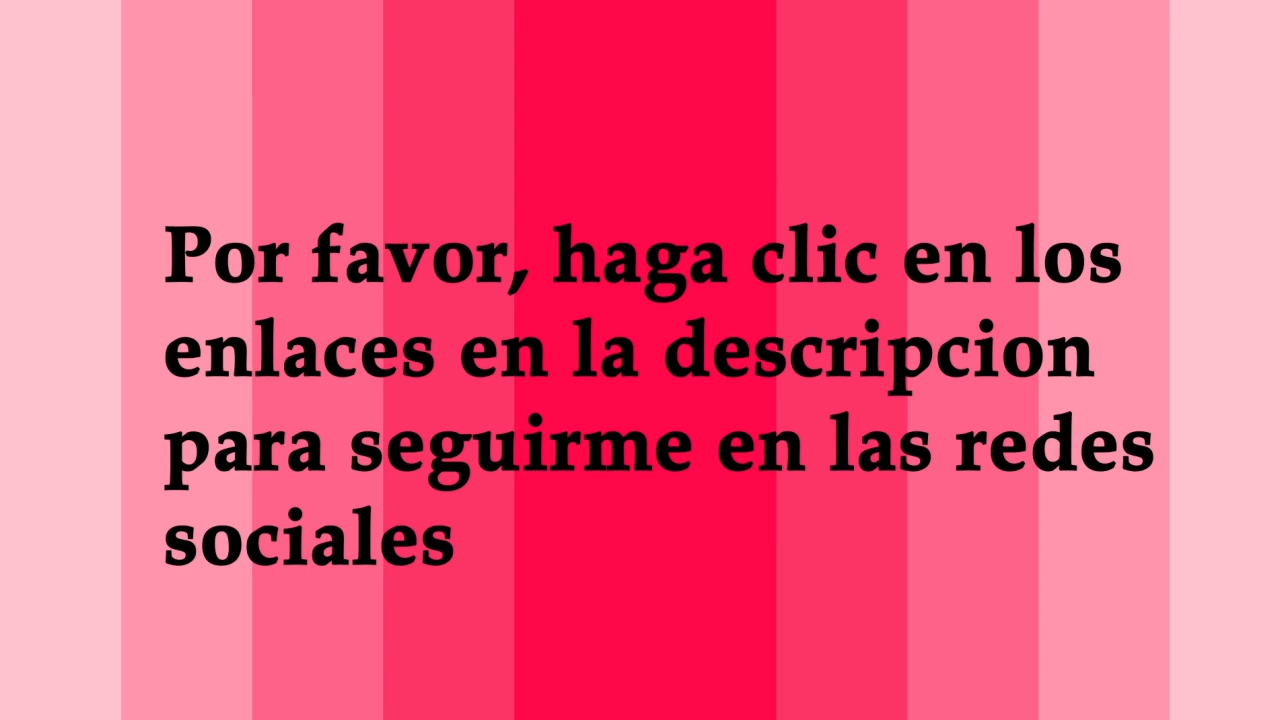 Por favor, haga clic en los
enlaces en la descripcion
para seguirme en las redes
sociales